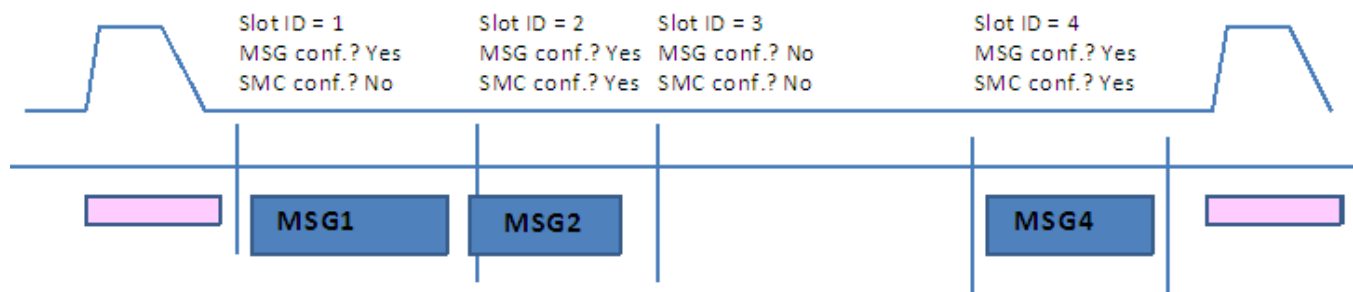 Slot ID = 1
MSG conf.? Yes
SMC conf.? No
Slot ID = 2
MSG conf.? Yes
SMC conf.? Yes
Slot ID = 3
MSG conf.? No
SMC conf.? No
Slot ID = 4
MSG conf.? Yes
SMC conf.? Yes
MSG1
MSG2
MSG4